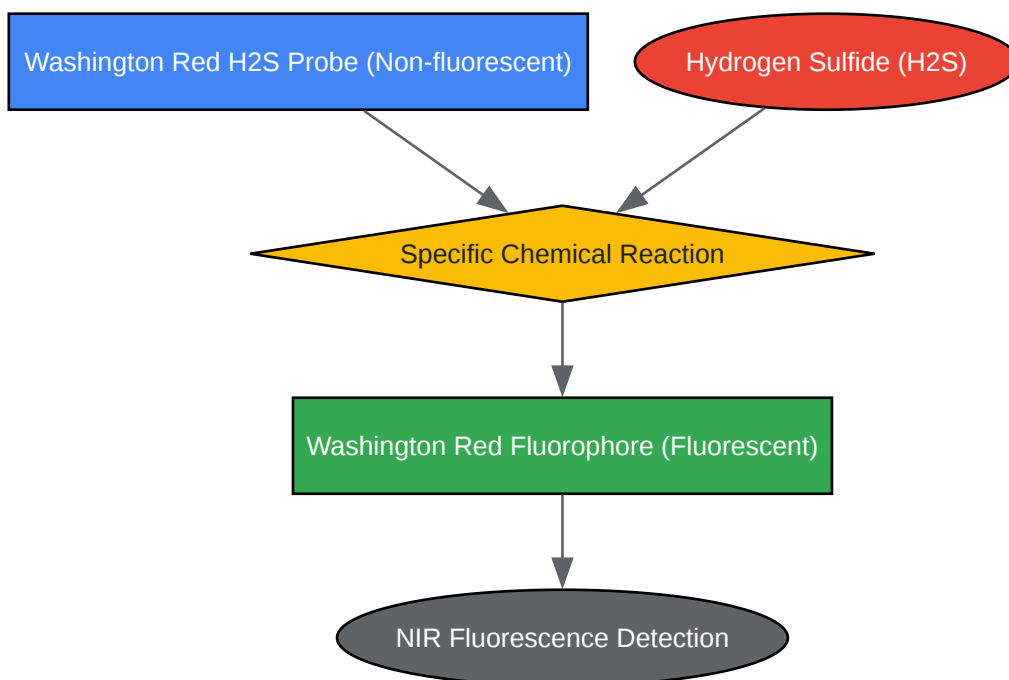 Washington Red H2S Probe (Non-fluorescent)
Hydrogen Sulfide (H2S)
Specific Chemical Reaction
Washington Red Fluorophore (Fluorescent)
NIR Fluorescence Detection